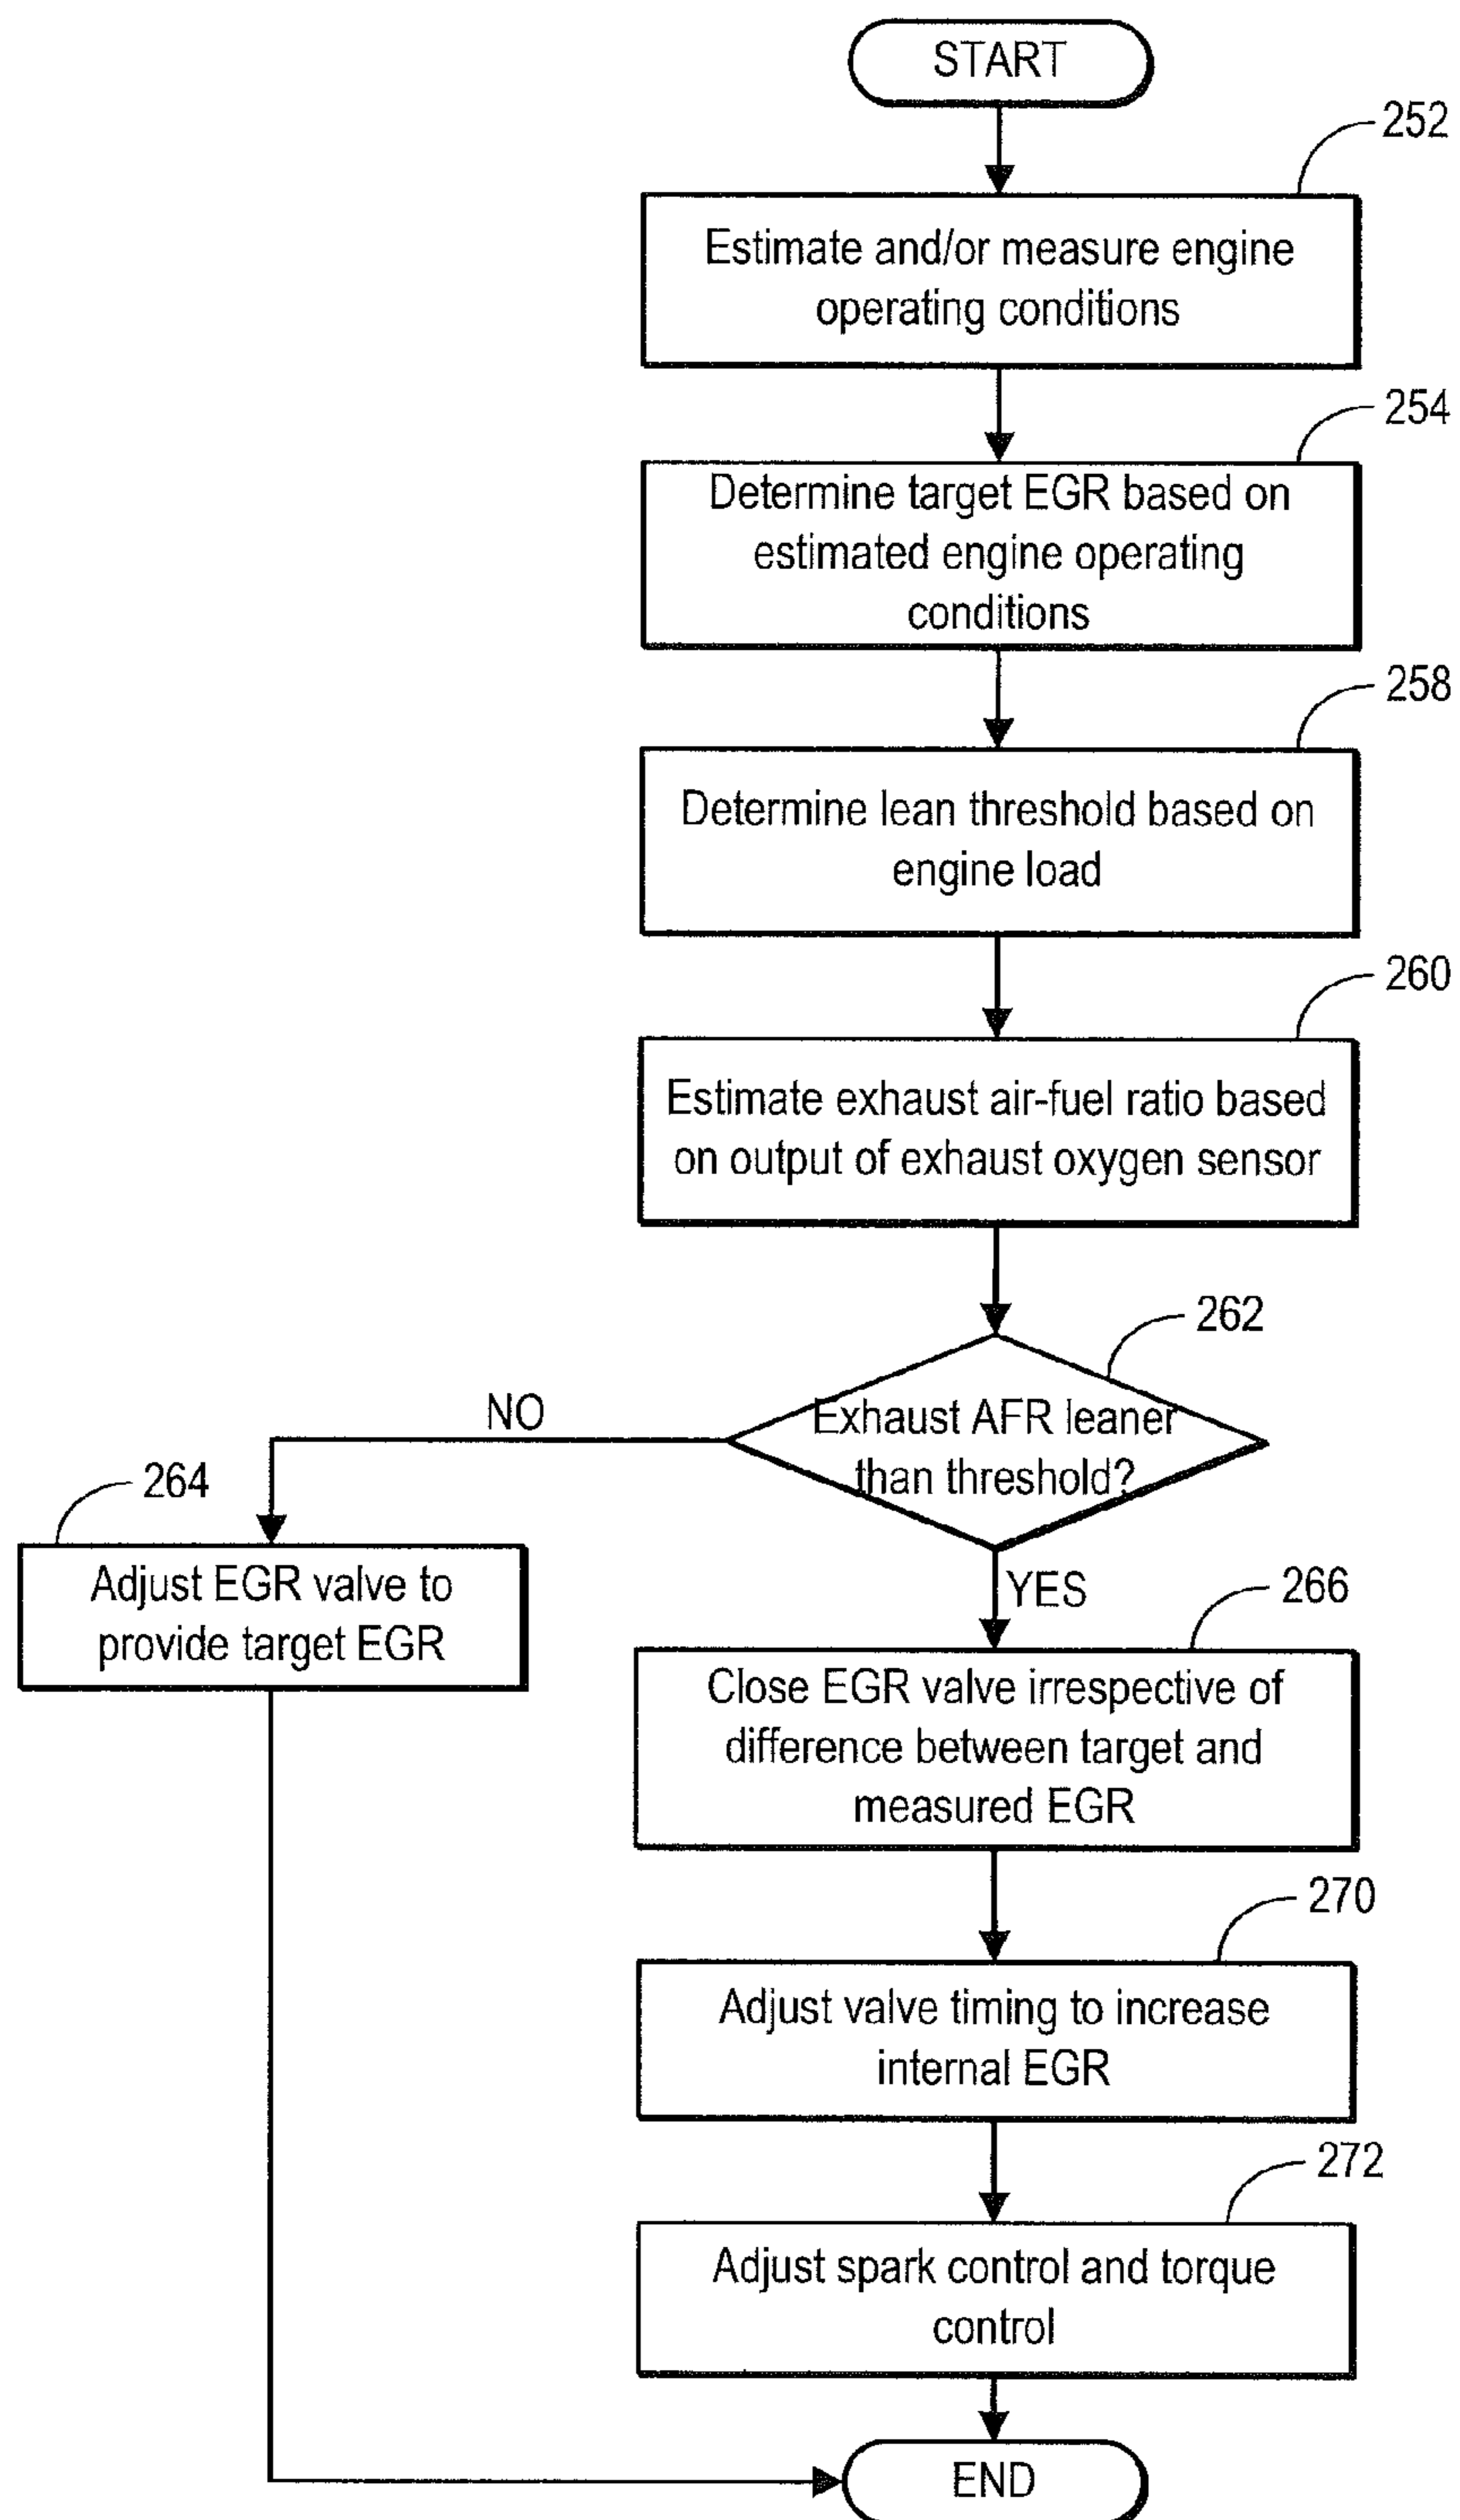 START
252
Estimate and/or measure engine
operating conditions
254
Determine target EGR based on
estimated engine operating
conditions
258
Determine lean threshold based on
engine load
260
Estimate exhaust air-fuel ratio based
on output of exhaust oxygen sensor
262
Exhaust AFR leaner
than threshold?
NO
264
Adjust EGR valve to
provide target EGR
YES
266
Close EGR valve irrespective of
difference between target and
measured EGR
270
Adjust valve timing to increase
internal EGR
272
Adjust spark control and torque
control
END